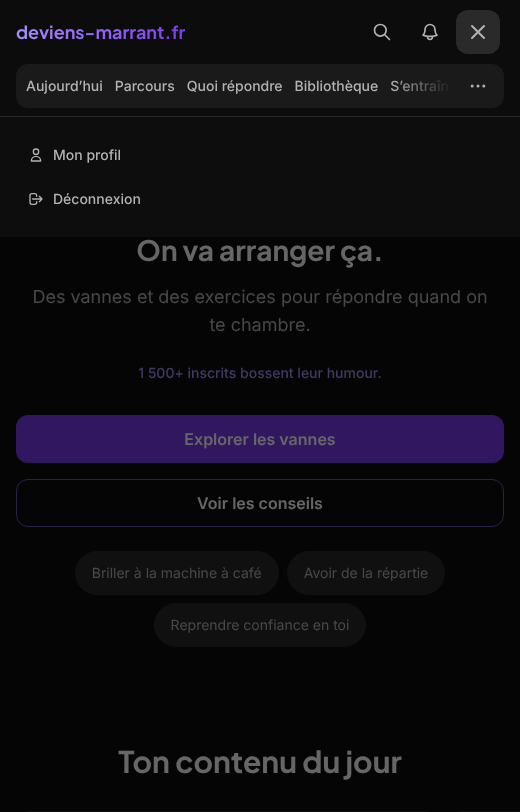 deviens-marrant.fr
Aujourd’hui Parcours Quoi répondre Bibliothèque S’entraîn
Mon profil
Déconnexion
On va arranger ça.
Des vannes et des exercices pour répondre quand on
te chambre.
1 500+ inscrits bossent leur humour.
Explorer les vannes
Voir les conseils
Briller à la machine à café Avoir de la répartie
Reprendre confiance en toi
Ton contenu du jour